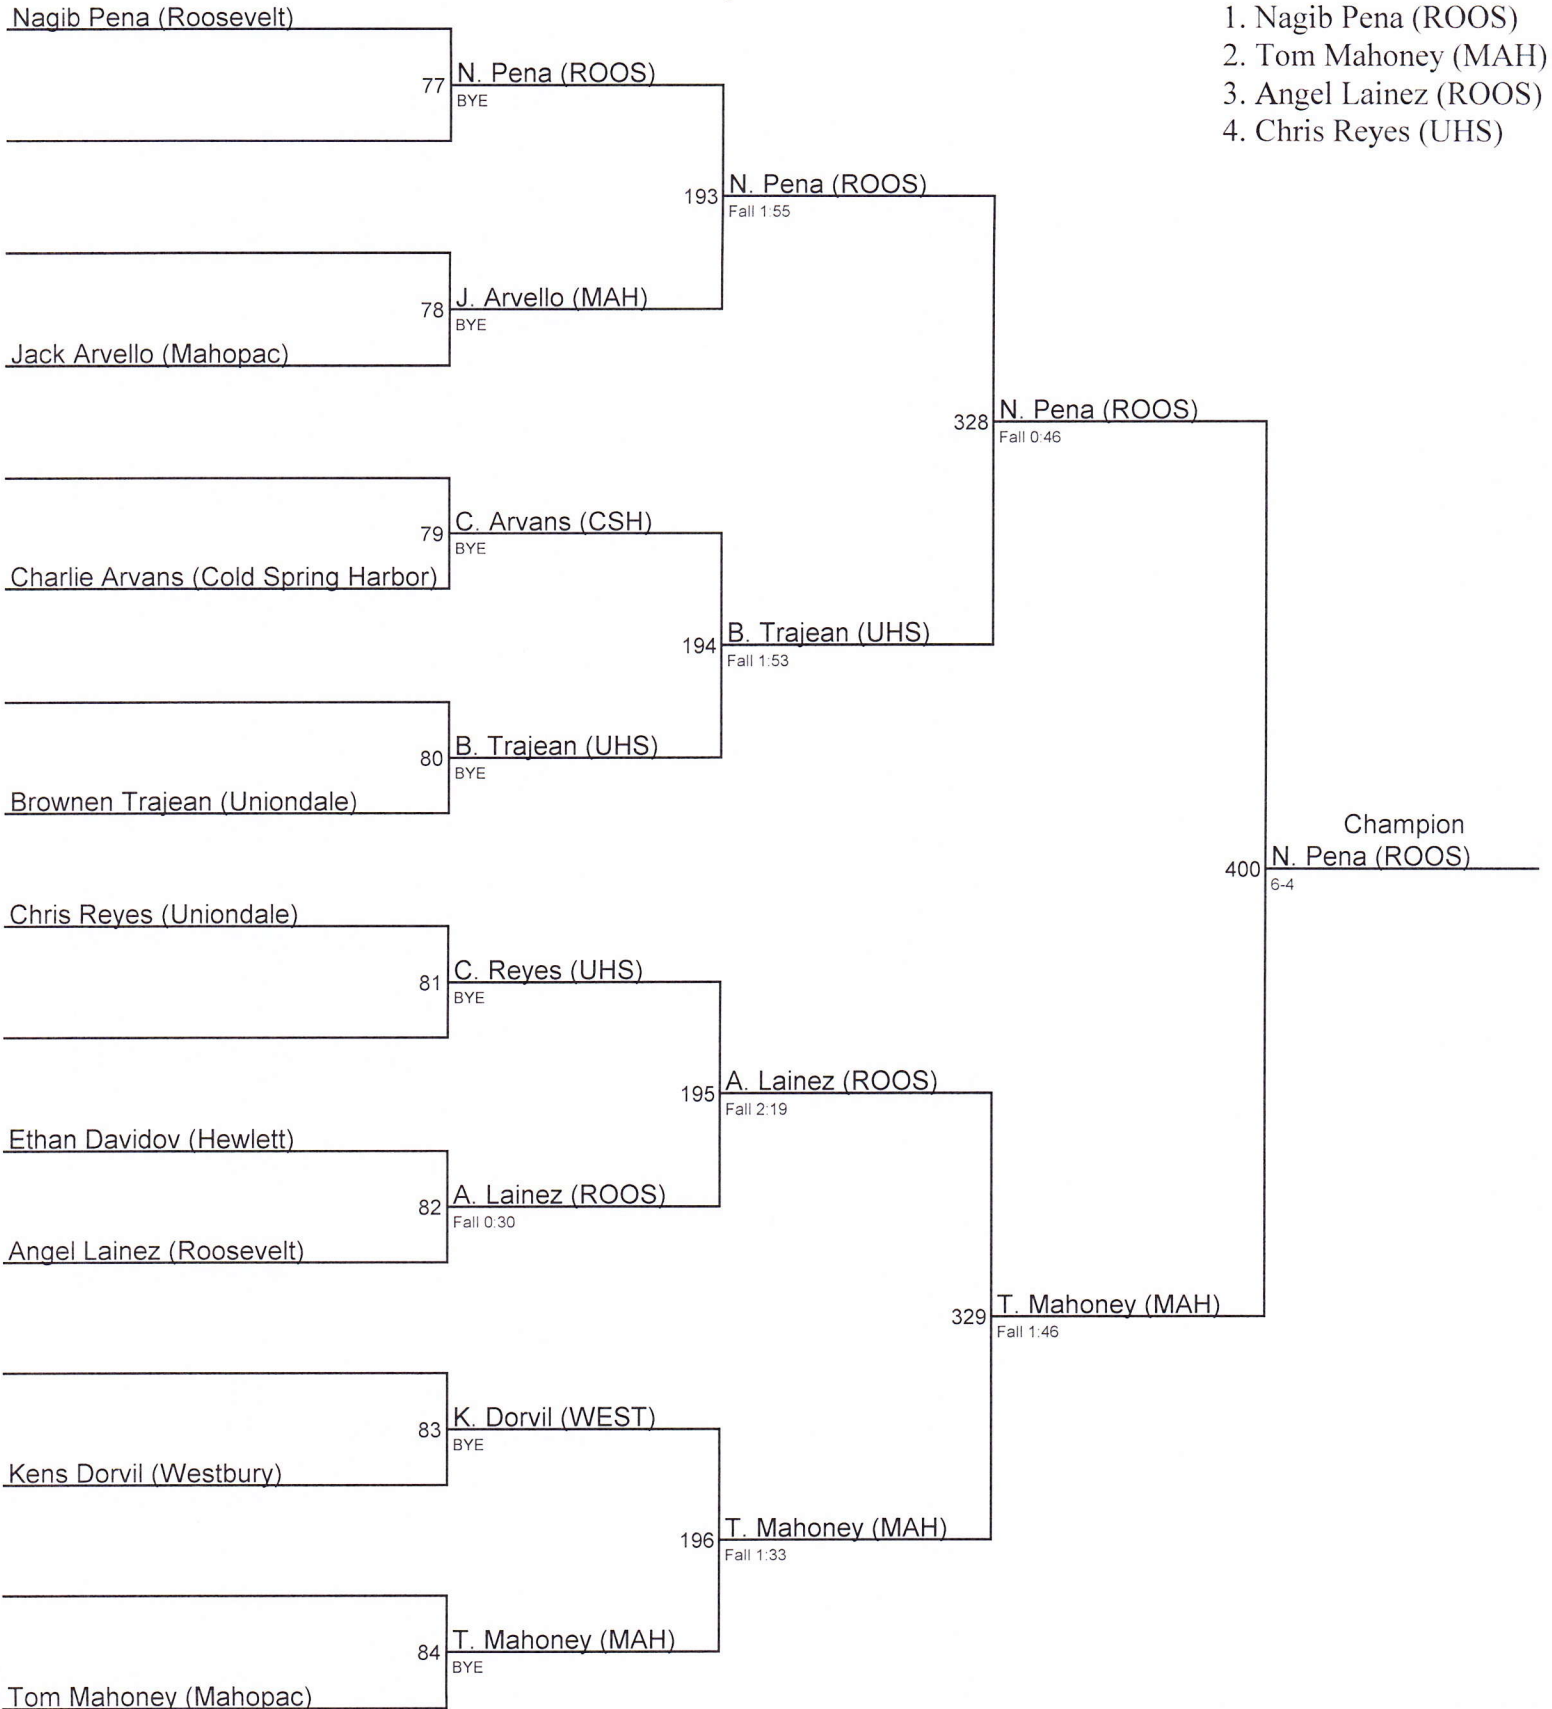 Nagib Pena (Roosevelt)
1. Nagib Pena (ROOS)
2. Tom Mahoney (MAH)
3. Angel Lainez (ROOS)
4. Chris Reyes (UHS)
77
N. Pena (ROOS)
BYE
193
N. Pena (ROOS)
Fall 1:55
78
J. Arvello (MAH)
BYE
Jack Arvello (Mahopac)
328
N. Pena (ROOS)
Fall 0:46
79
C. Arvans (CSH)
BYE
Charlie Arvans (Cold Spring Harbor)
194
B. Trajean (UHS)
Fall 1:53
80
B. Trajean (UHS)
BYE
Brownen Trajean (Uniondale)
Champion
400
N. Pena (ROOS)
6-4
Chris Reyes (Uniondale)
81
C. Reyes (UHS)
BYE
195
A. Lainez (ROOS)
Fall 2:19
Ethan Davidov (Hewlett)
82
A. Lainez (ROOS)
Fall 0:30
Angel Lainez (Roosevelt)
329
T. Mahoney (MAH)
Fall 1:46
83
K. Dorvil (WEST)
BYE
Kens Dorvil (Westbury)
196
T. Mahoney (MAH)
Fall 1:33
84
T. Mahoney (MAH)
BYE
Tom Mahoney (Mahopac)